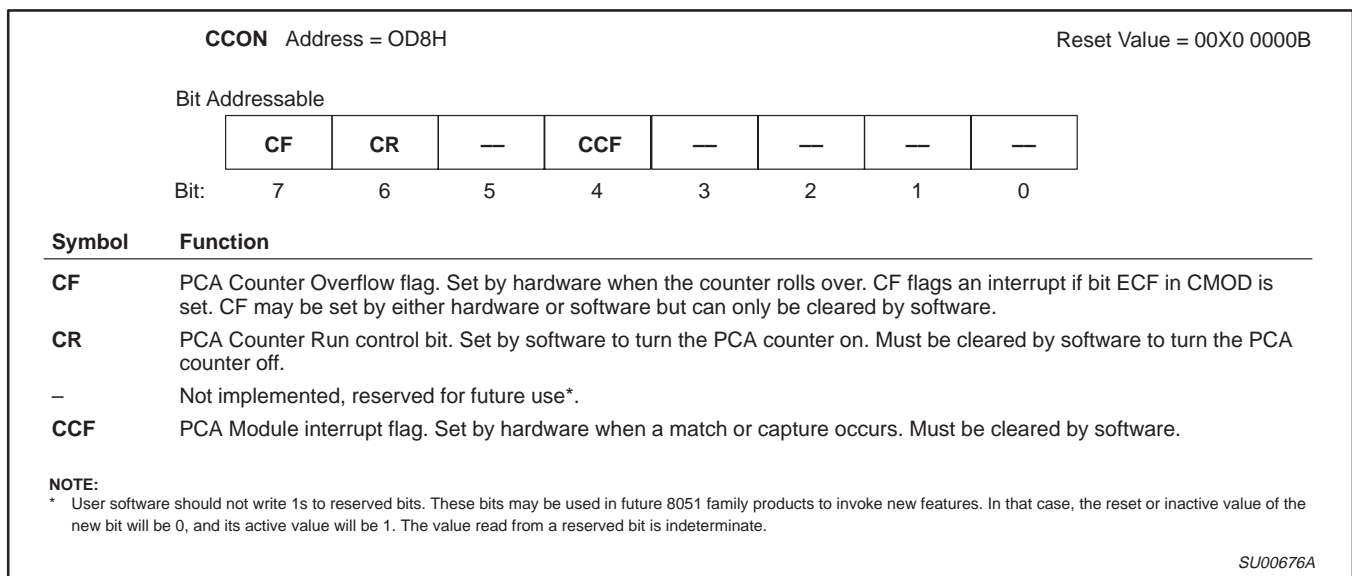 CCON Address = OD8H Reset Value = 00X0 0000B
Bit Addressable
CF CR — CCF — — — —
Bit: 7 6 5 4 3 2 1 0
Symbol Function
CF PCA Counter Overflow flag. Set by hardware when the counter rolls over. CF flags an interrupt if bit ECF in CMOD is
set. CF may be set by either hardware or software but can only be cleared by software.
CR PCA Counter Run control bit. Set by software to turn the PCA counter on. Must be cleared by software to turn the PCA
counter off.
– Not implemented, reserved for future use*.
CCF PCA Module interrupt flag. Set by hardware when a match or capture occurs. Must be cleared by software.
NOTE:
* User software should not write 1s to reserved bits. These bits may be used in future 8051 family products to invoke new features. In that case, the reset or inactive value of the
new bit will be 0, and its active value will be 1. The value read from a reserved bit is indeterminate.
SU00676A